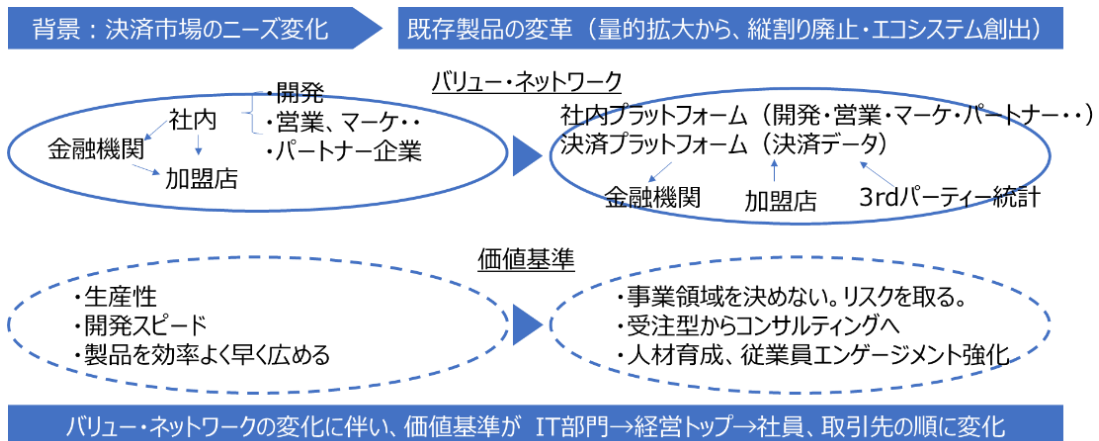 背景：決済市場のニーズ変化
既存製品の変革（量的拡大から、縦割り廃止・エコシステム創出）
バリュー・ネットワーク
社内
・開発
・営業、マーケ・・
・パートナー企業
金融機関
加盟店
社内プラットフォーム（開発・営業・マーケ・パートナー・・）
決済プラットフォーム（決済データ）
金融機関
加盟店
3rdパーティー統計
価値基準
・生産性
・開発スピード
・製品を効率よく早く広める
・事業領域を決めない。リスクを取る。
・受注型からコンサルティングへ
・人材育成、従業員エンゲージメント強化
バリュー・ネットワークの変化に伴い、価値基準が IT部門→経営トップ→社員、取引先の順に変化